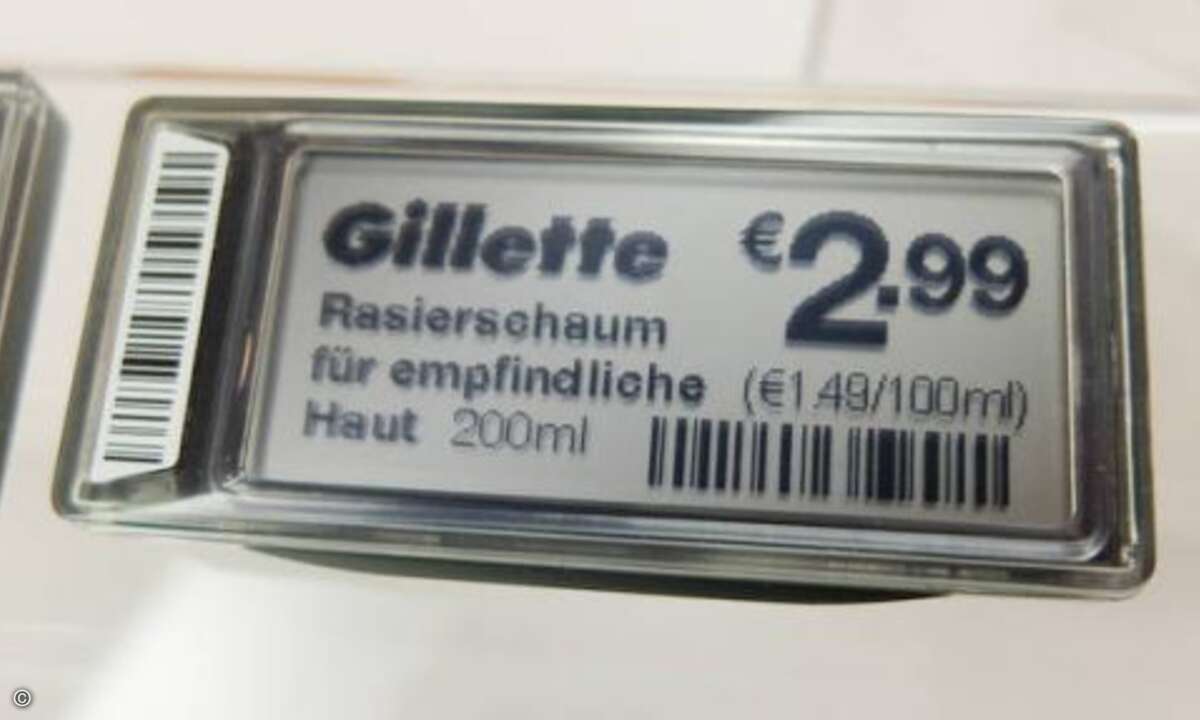 Gillette
€2.99
Rasierschaum
für empfindliche
(€1.49/100ml)
Haut 200ml
©